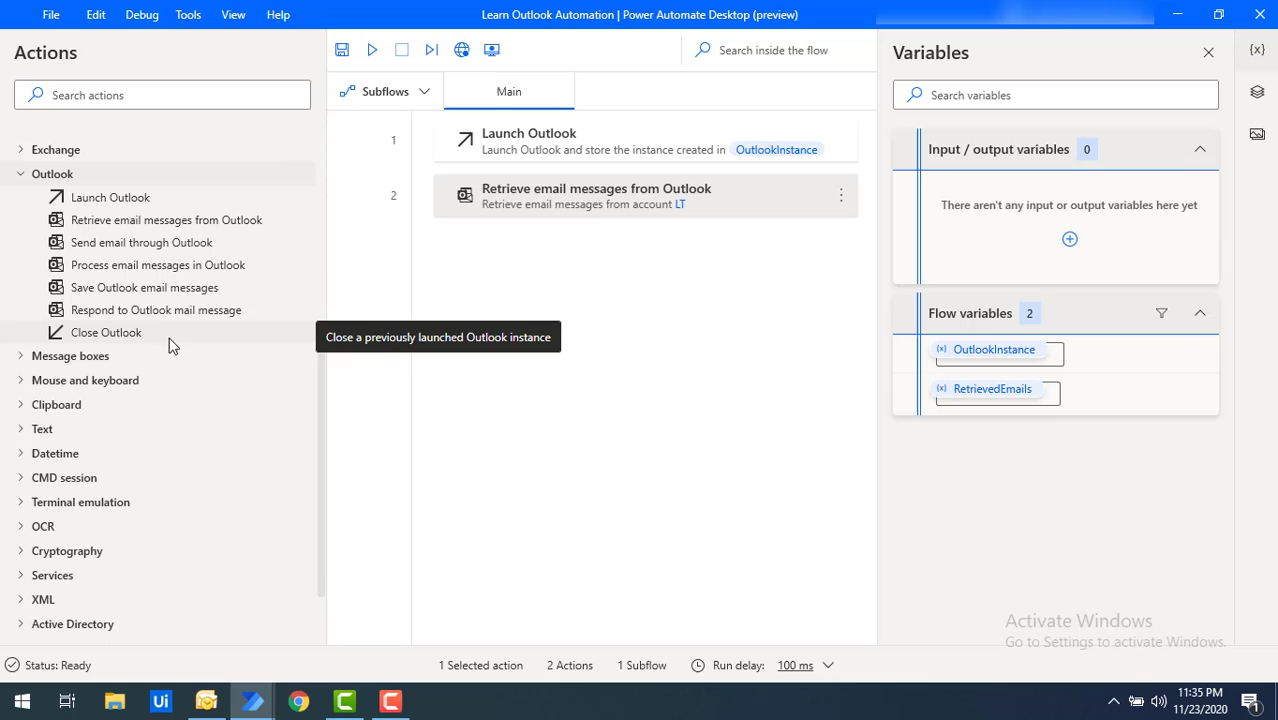 File Edit Debug Tools View Help
Learn Outlook Automation | Power Automate Desktop (preview)
Actions
Search actions
Exchange
Outlook
Launch Outlook
Retrieve email messages from Outlook
Send email through Outlook
Process email messages in Outlook
Save Outlook email messages
Respond to Outlook mail message
Close Outlook
Message boxes
Mouse and keyboard
Clipboard
Text
Datetime
CMD session
Terminal emulation
OCR
Cryptography
Services
XML
Active Directory
Close a previously launched Outlook instance
Search inside the flow
Subflows
Main
1
Launch Outlook
Launch Outlook and store the instance created in OutlookInstance
2
Retrieve email messages from Outlook
Retrieve email messages from account LT
Variables
{x}
Search variables
Input / output variables 0
There aren't any input or output variables here yet
Flow variables 2
(x) OutlookInstance
(x) RetrievedEmails
Activate Windows
Go to Settings to activate Windows.
Status: Ready
1 Selected action
2 Actions
1 Subflow
Run delay: 100 ms
Ui
11:35 PM
11/23/2020
1